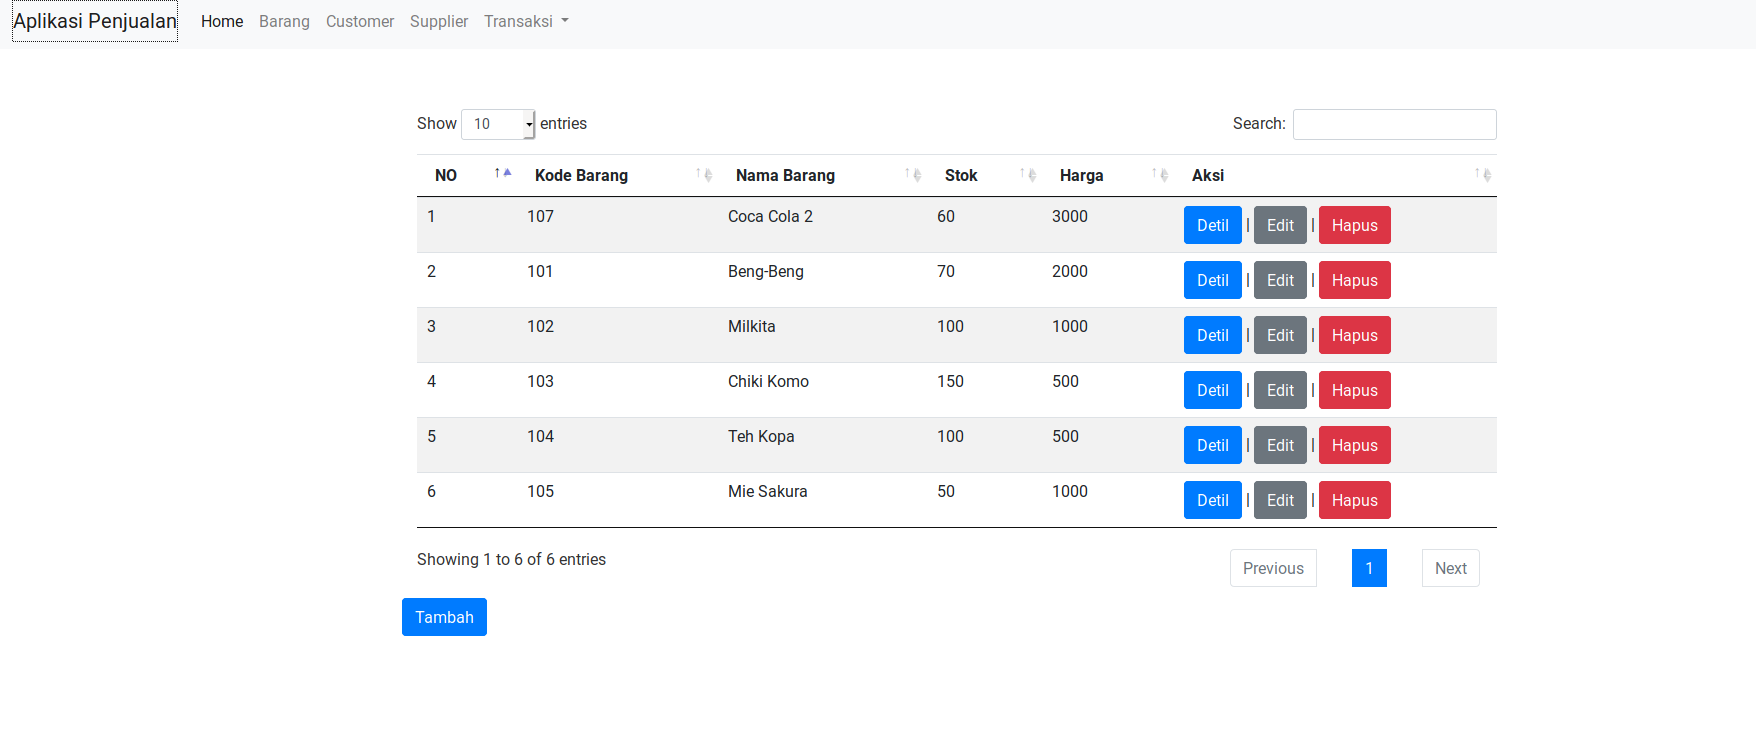 Aplikasi Penjualan Home Barang Customer Supplier Transaksi
Show 10 entries Search:
NO Kode Barang Nama Barang Stok Harga Aksi
1 107 Coca Cola 2 60 3000 Detil | Edit | Hapus
2 101 Beng-Beng 70 2000 Detil | Edit | Hapus
3 102 Milkita 100 1000 Detil | Edit | Hapus
4 103 Chiki Komo 150 500 Detil | Edit | Hapus
5 104 Teh Kopa 100 500 Detil | Edit | Hapus
6 105 Mie Sakura 50 1000 Detil | Edit | Hapus
Showing 1 to 6 of 6 entries Previous 1 Next
Tambah